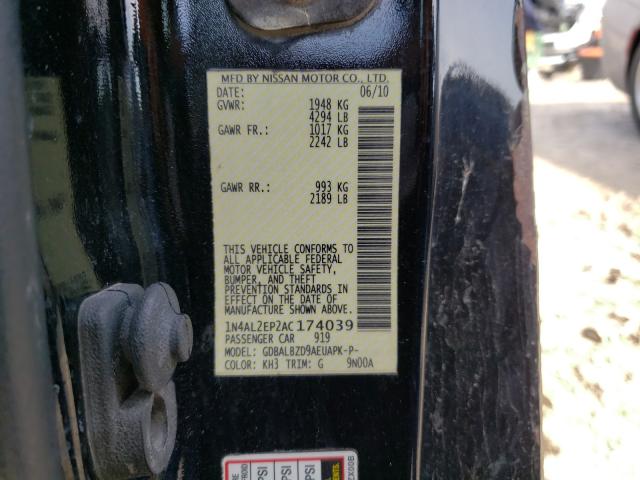 MFD BY NISSAN MOTOR CO., LTD.
DATE: 06/10
GVWR: 1948 KG
4294 LB
GAWR FR.: 1017 KG
2242 LB
GAWR RR.: 993 KG
2189 LB
THIS VEHICLE CONFORMS TO
ALL APPLICABLE FEDERAL
MOTOR VEHICLE SAFETY,
BUMPER, AND THEFT
PREVENTION STANDARDS IN
EFFECT ON THE DATE OF
MANUFACTURE SHOWN ABOVE.
1N4AL2EP2AC174039
PASSENGER CAR 919
MODEL: GDBALBZD9AEUAPK-P-
COLOR: KH3 TRIM: G 9N00A
PSI
PSI
PSI